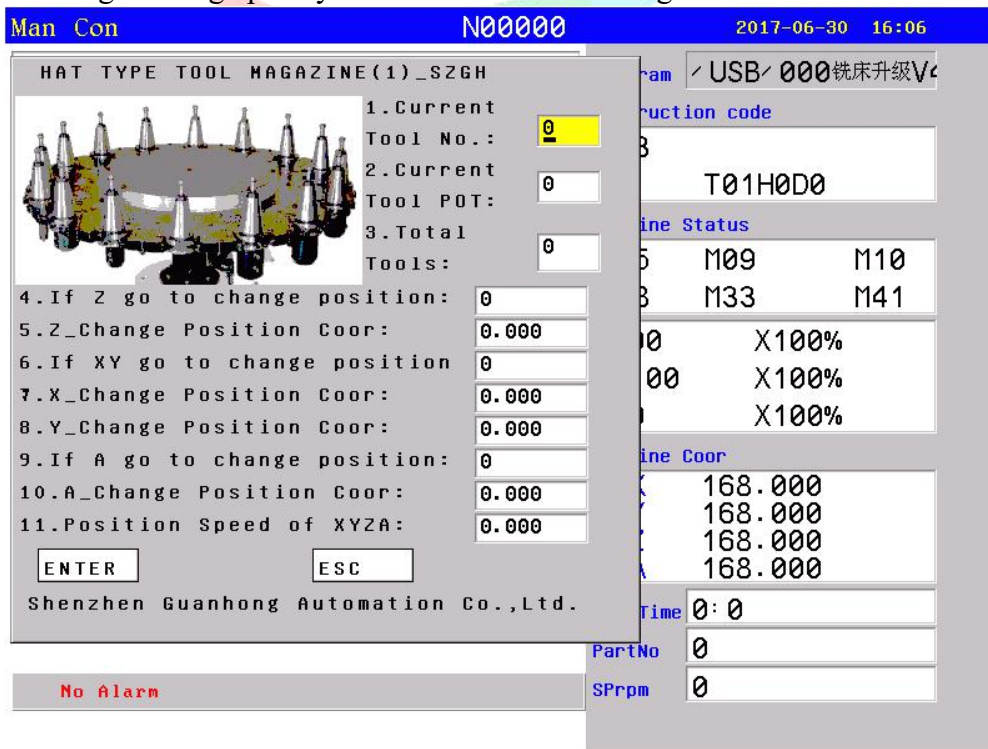 Man Con N00000 2017-06-30 16:06
HAT TYPE TOOL MAGAZINE(1)_SZGH
1.Current
Tool No.: 0
2.Current
Tool POT: 0
3.Total
Tools: 0
4.If Z go to change position: 0
5.Z_Change Position Coor: 0.000
6.If XY go to change position 0
7.X_Change Position Coor: 0.000
8.Y_Change Position Coor: 0.000
9.If A go to change position: 0
10.A_Change Position Coor: 0.000
11.Position Speed of XYZA: 0.000
ENTER ESC
Shenzhen Guanhong Automation Co.,Ltd.
No Alarm
ram /USB/000铣床升级V4
ruction code
T01H0D0
ine Status
M09 M10
M33 M41
X100%
00 X100%
X100%
ine Coor
168.000
168.000
168.000
168.000
Time 0:0
PartNo 0
SPrpm 0